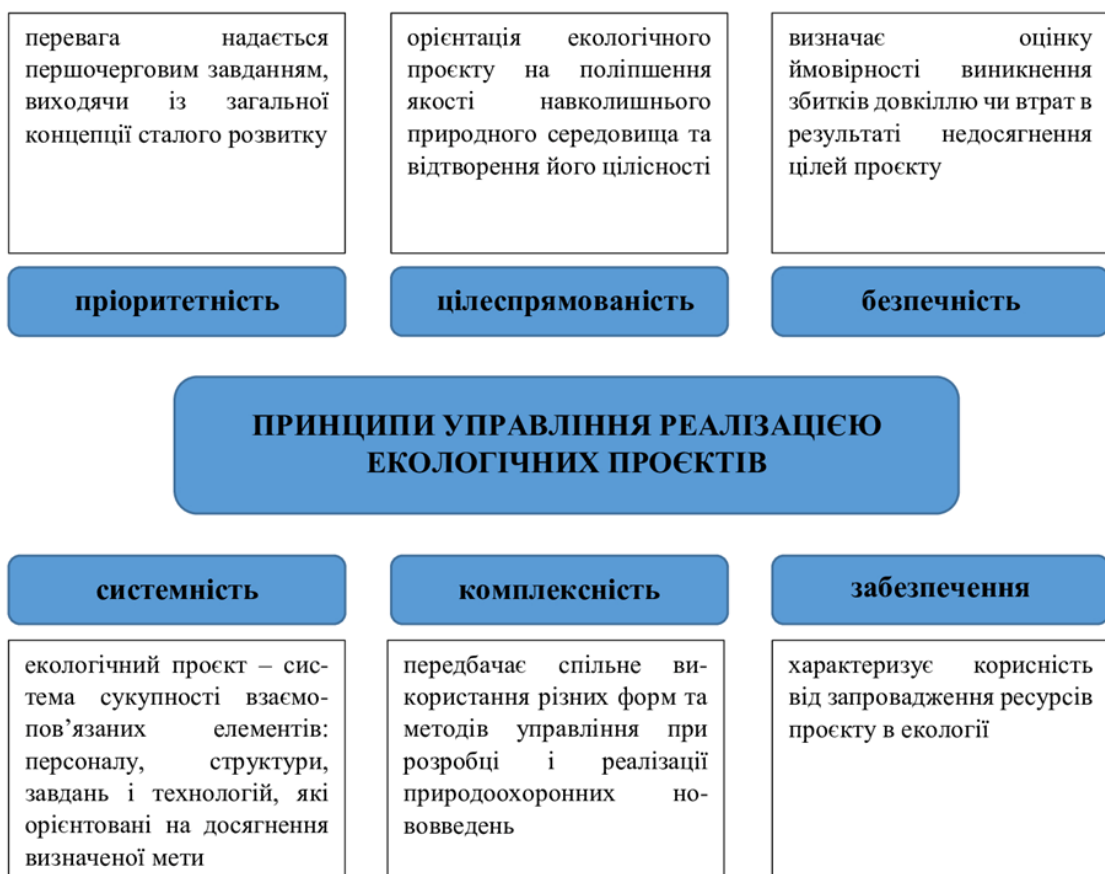 перевага надається
першочерговим завданням,
виходячи із загальної
концепції сталого розвитку
орієнтація екологічного
проєкту на поліпшення
якості навколишнього
природного середовища та
відтворення його цілісності
визначає оцінку
ймовірності виникнення
збитків довкіллю чи втрат в
результаті недосягнення
цілей проєкту
пріоритетність
цілеспрямованість
безпечність
ПРИНЦИПИ УПРАВЛІННЯ РЕАЛІЗАЦІЄЮ
ЕКОЛОГІЧНИХ ПРОЄКТІВ
системність
комплексність
забезпечення
екологічний проєкт – сис-
тема сукупності взаємо-
пов’язаних елементів:
персоналу, структури,
завдань і технологій, які
орієнтовані на досягнення
визначеної мети
передбачає спільне ви-
користання різних форм та
методів управління при
розробці і реалізації
природоохоронних но-
вовведень
характеризує корисність
від запровадження ресурсів
проєкту в екології